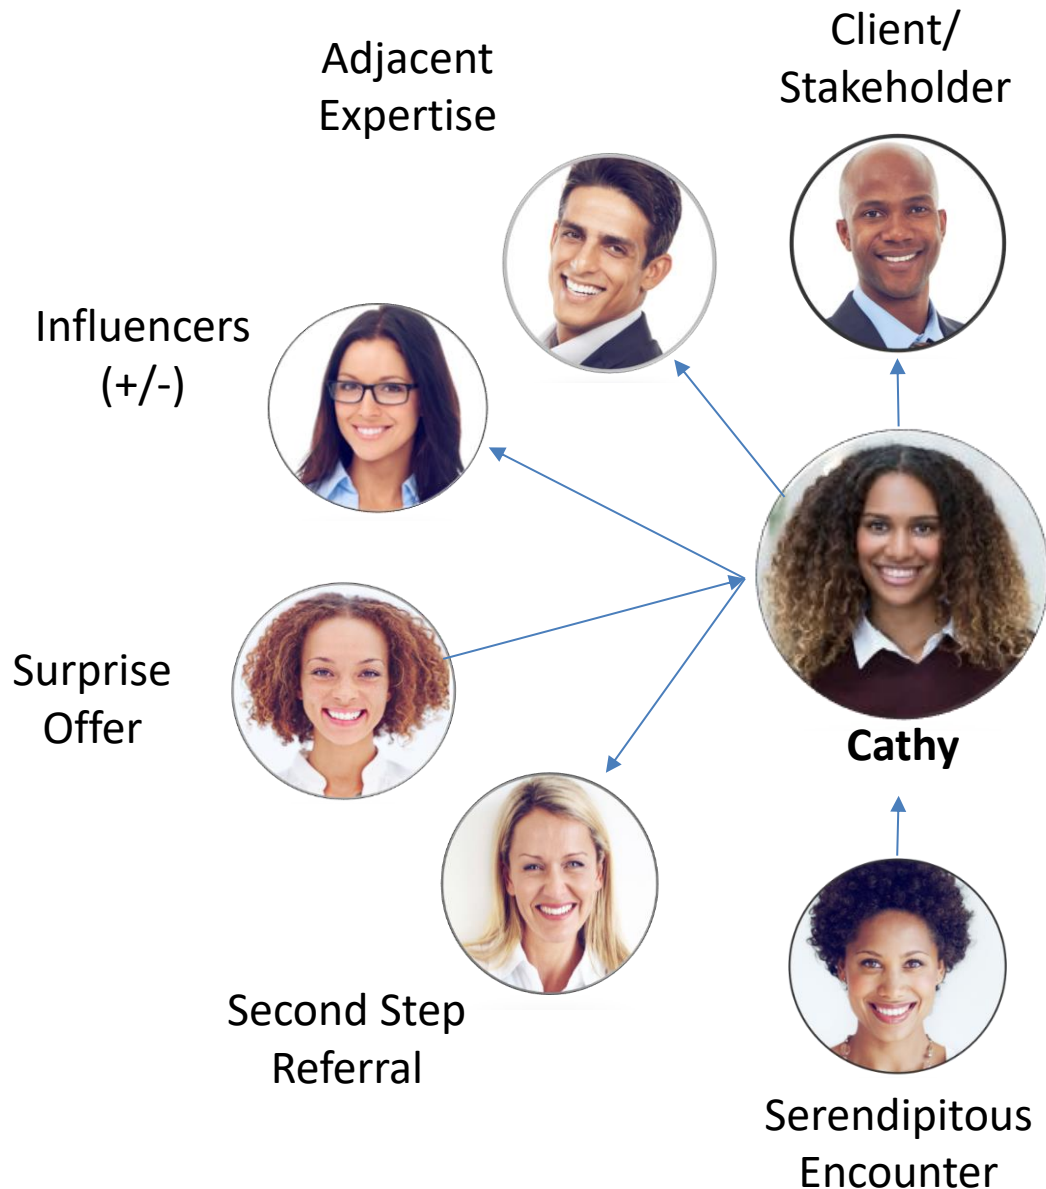 Client/
Stakeholder
Adjacent
Expertise
Influencers
(+/-)
Surprise
Offer
Cathy
Second Step
Referral
Serendipitous
Encounter